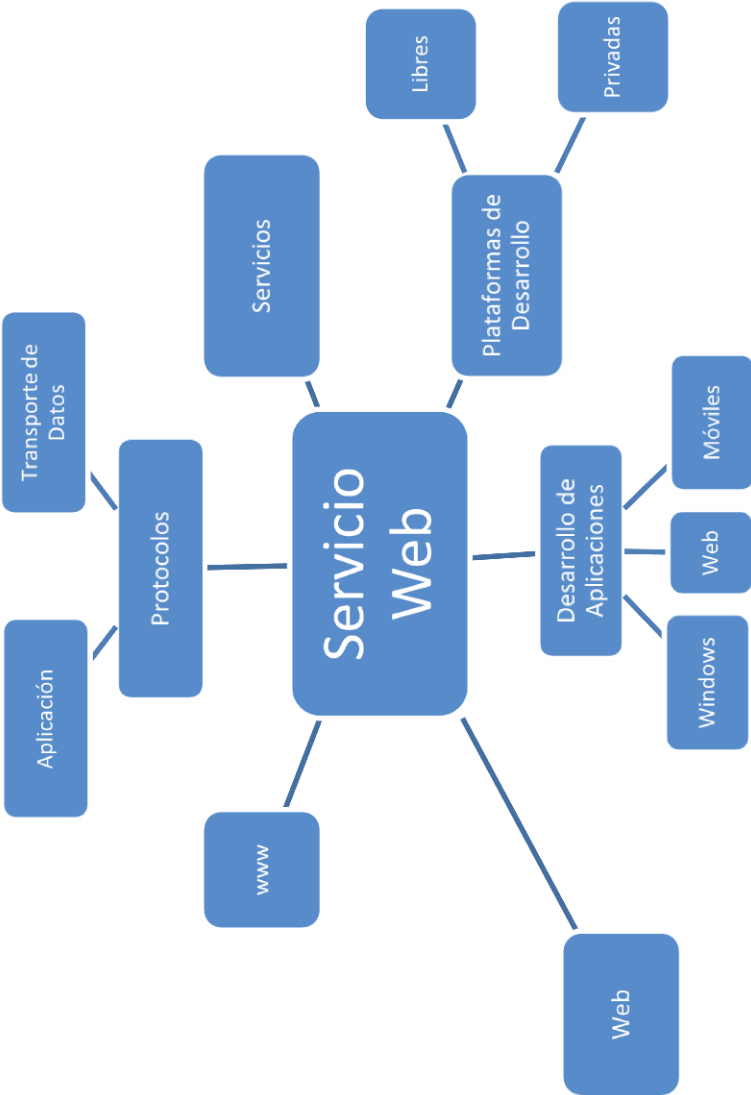 Aplicación
Transporte de
Datos
Protocolos
www
Servicios
Servicio
Web
Libres
Plataformas de
Desarrollo
Privadas
Desarrollo de
Aplicaciones
Web
Windows
Web
Móviles